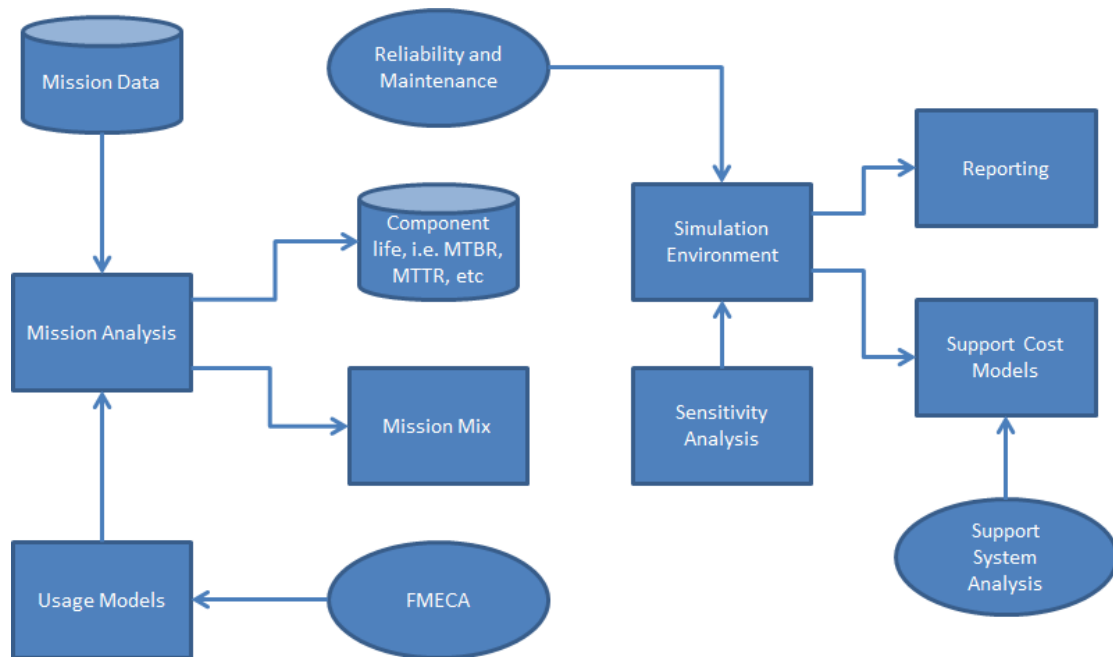 Mission Data
Reliability and
Maintenance
Reporting
Component
life, i.e. MTBR,
MTTR, etc
Simulation
Environment
Mission Analysis
Support Cost
Models
Mission Mix
Sensitivity
Analysis
Usage Models
FMECA
Support
System
Analysis